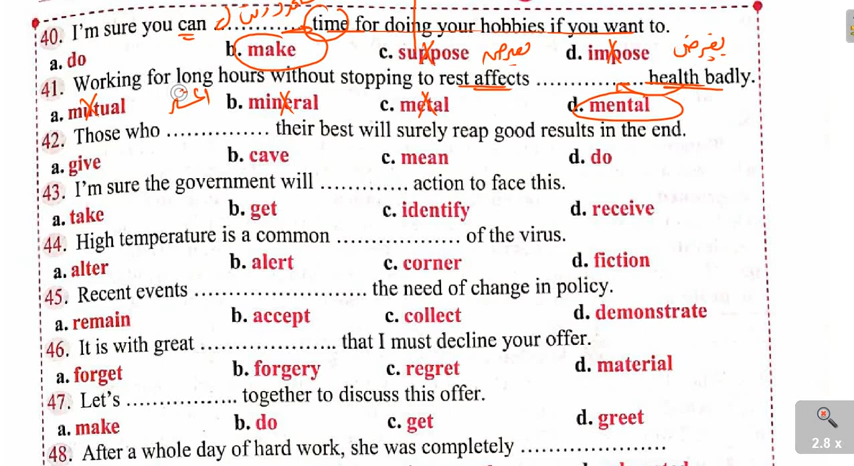 40. I'm sure you can .............. time for doing your hobbies if you want to.
a. do b. make c. suppose d. impose يفرض
41. Working for long hours without stopping to rest affects .................. health badly.
a. mutual b. mineral c. metal d. mental
42. Those who ................ their best will surely reap good results in the end.
a. give b. cave c. mean d. do
43. I'm sure the government will .............. action to face this.
a. take b. get c. identify d. receive
44. High temperature is a common ................... of the virus.
a. alter b. alert c. corner d. fiction
45. Recent events ........................... the need of change in policy.
a. remain b. accept c. collect d. demonstrate
46. It is with great ..................... that I must decline your offer.
a. forget b. forgery c. regret d. material
47. Let's ................. together to discuss this offer.
a. make b. do c. get d. greet
48. After a whole day of hard work, she was completely .......................
2.8 x